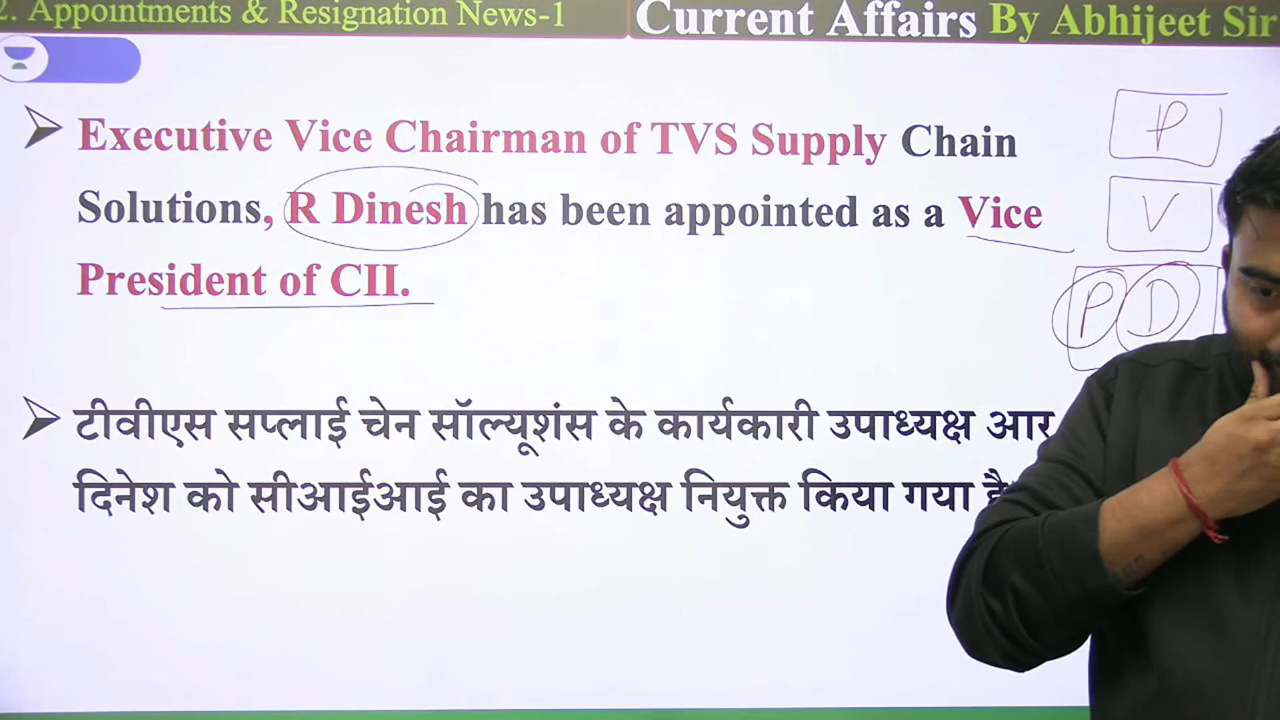 2. Appointments & Resignation News-1
Current Affairs By Abhijeet Sir
Executive Vice Chairman of TVS Supply Chain
Solutions, R Dinesh has been appointed as a Vice
President of CII.
P
V
P D
टीवीएस सप्लाई चेन सॉल्यूशंस के कार्यकारी उपाध्यक्ष आर
दिनेश को सीआईआई का उपाध्यक्ष नियुक्त किया गया है